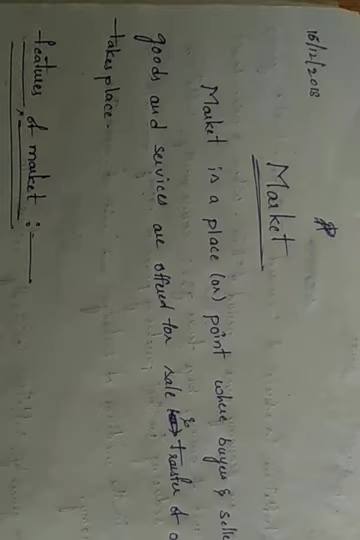 16/12/2018
Market
Market is a place (or) point where buyers & selle
goods and services are offered for sale & Transfer of o
takes place.
features of market :-